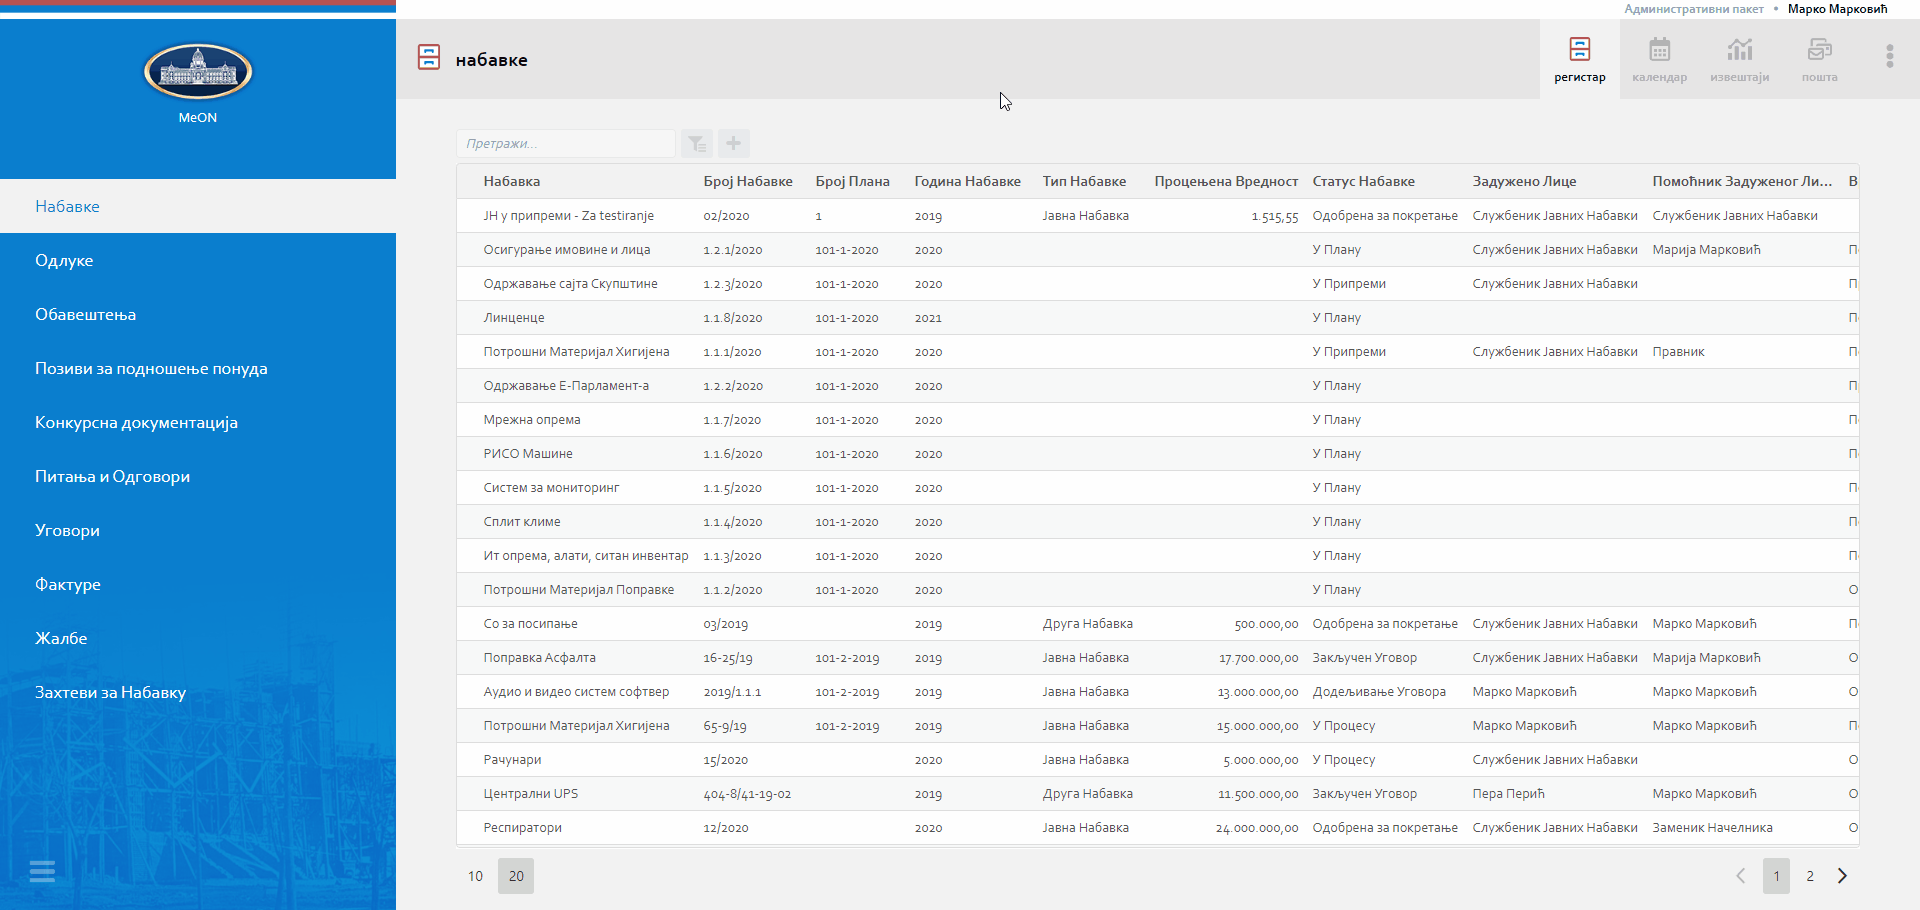 Административни пакет • Марко Марковић
MeON
набавке
регистар
календар
извештаји
пошта
Набавке
Одлуке
Обавештења
Позиви за подношење понуда
Конкурсна документација
Питања и Одговори
Уговори
Фактуре
Жалбе
Захтеви за Набавку
Претражи...
Набавка Број Набавке Број Плана Година Набавке Тип Набавке Процењена Вредност Статус Набавке Задужено Лице Помоћник Задуженог Ли... В
ЈН у припреми - Za testiranje 02/2020 1 2019 Јавна Набавка 1.515,55 Одобрена за покретање Службеник Јавних Набавки Службеник Јавних Набавки
Осигурање имовине и лица 1.2.1/2020 101-1-2020 2020 У Плану Службеник Јавних Набавки Марија Марковић П
Одржавање сајта Скупштине 1.2.3/2020 101-1-2020 2020 У Припреми Службеник Јавних Набавки П
Линценце 1.1.8/2020 101-1-2020 2021 У Плану П
Потрошни Материјал Хигијена 1.1.1/2020 101-1-2020 2020 У Припреми Службеник Јавних Набавки Правник П
Одржавање Е-Парламент-а 1.2.2/2020 101-1-2020 2020 У Плану П
Мрежна опрема 1.1.7/2020 101-1-2020 2020 У Плану П
РИСО Машине 1.1.6/2020 101-1-2020 2020 У Плану П
Систем за мониторинг 1.1.5/2020 101-1-2020 2020 У Плану П
Сплит климе 1.1.4/2020 101-1-2020 2020 У Плану П
Ит опрема, алати, ситан инвентар 1.1.3/2020 101-1-2020 2020 У Плану П
Потрошни Материјал Поправке 1.1.2/2020 101-1-2020 2020 У Плану О
Со за посипање 03/2019 2019 Друга Набавка 500.000,00 Одобрена за покретање Службеник Јавних Набавки Марко Марковић П
Поправка Асфалта 16-25/19 101-2-2019 2019 Јавна Набавка 17.700.000,00 Закључен Уговор Службеник Јавних Набавки Марија Марковић О
Аудио и видео систем софтвер 2019/1.1.1 101-2-2019 2019 Јавна Набавка 13.000.000,00 Додељивање Уговора Марко Марковић Марко Марковић О
Потрошни Материјал Хигијена 65-9/19 101-2-2019 2019 Јавна Набавка 15.000.000,00 У Процесу Марко Марковић Марко Марковић П
Рачунари 15/2020 2020 Јавна Набавка 5.000.000,00 У Процесу Службеник Јавних Набавки О
Централни UPS 404-8/41-19-02 2019 Друга Набавка 11.500.000,00 Закључен Уговор Пера Перић Марко Марковић О
Респиратори 12/2020 2020 Јавна Набавка 24.000.000,00 Одобрена за покретање Службеник Јавних Набавки Заменик Начелника О
10 20 1 2